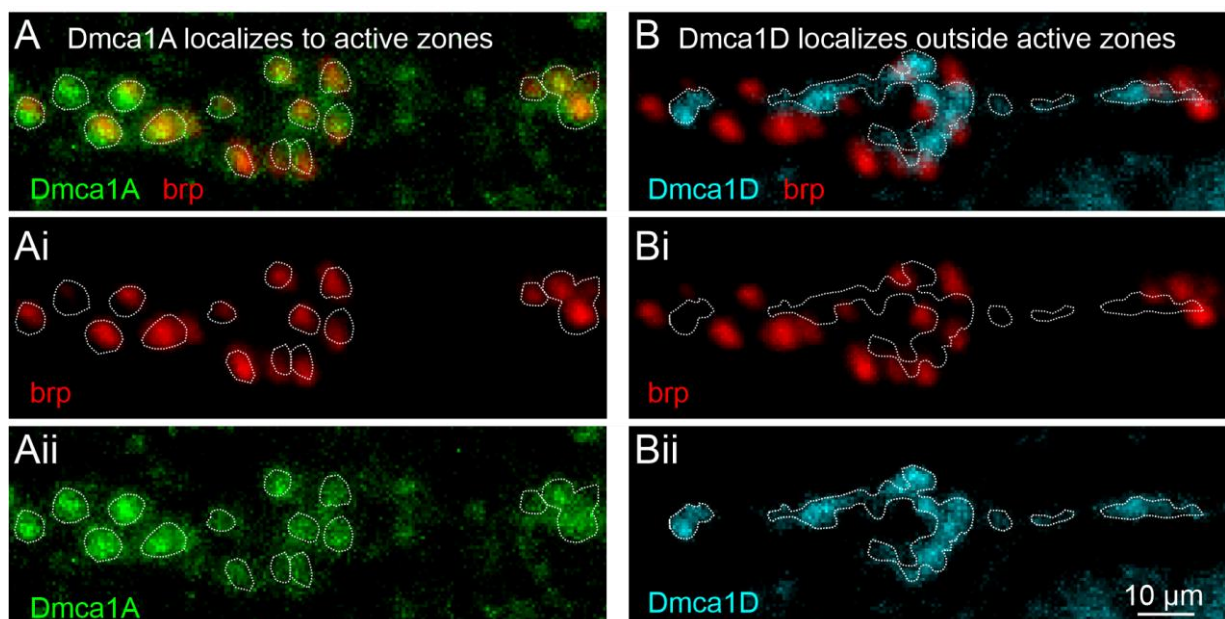 A Dmca1A localizes to active zones
Dmca1A brp
B Dmca1D localizes outside active zones
Dmca1D brp
Ai
brp
Bi
brp
Aii
Dmca1A
Bii
Dmca1D
10 µm